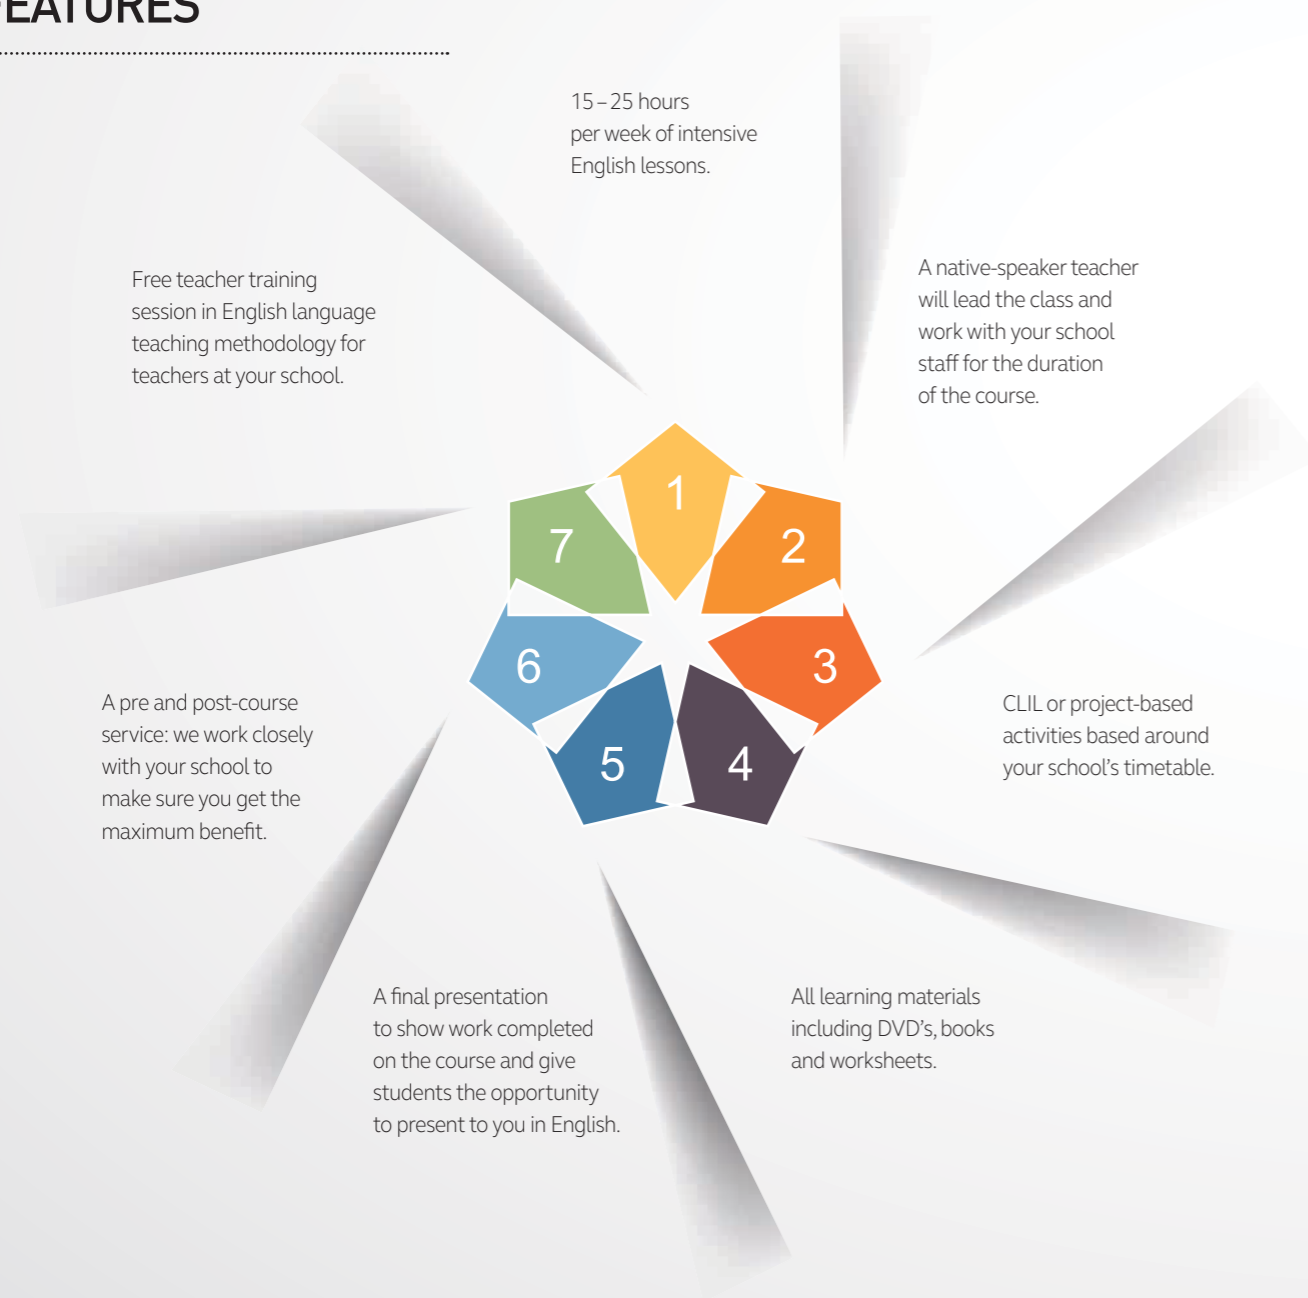 FEATURES
15 – 25 hours
per week of intensive
English lessons.
A native-speaker teacher
will lead the class and
work with your school
staff for the duration
of the course.
CLIL or project-based
activities based around
your school's timetable.
All learning materials
including DVD's, books
and worksheets.
A final presentation
to show work completed
on the course and give
students the opportunity
to present to you in English.
A pre and post-course
service: we work closely
with your school to
make sure you get the
maximum benefit.
Free teacher training
session in English language
teaching methodology for
teachers at your school.
1
2
3
4
5
6
7